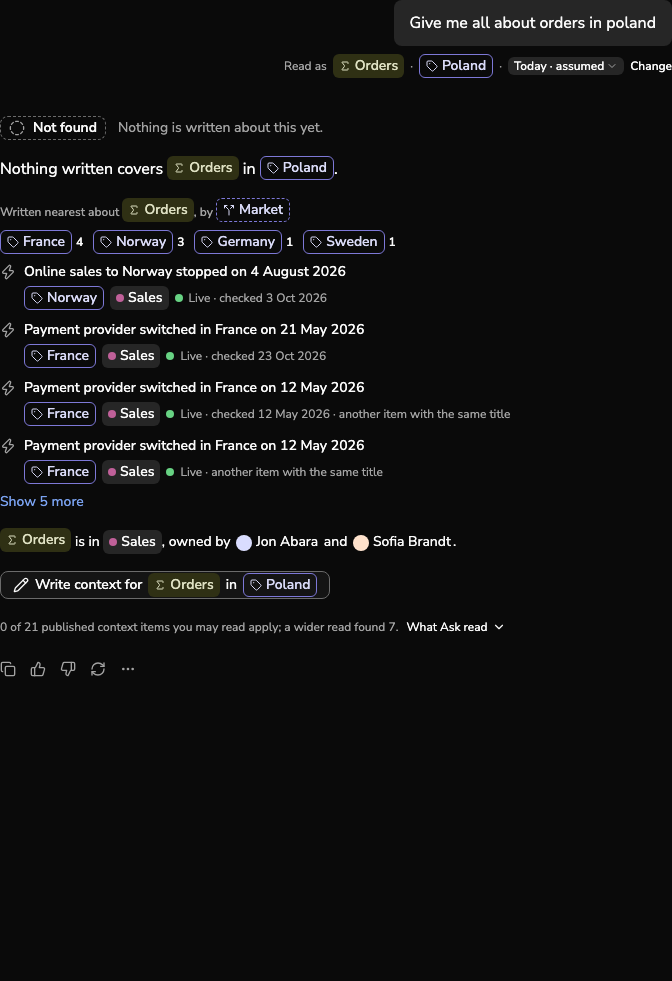 Give me all about orders in poland
Read as Σ Orders · Poland · Today · assumed Change
Not found Nothing is written about this yet.
Nothing written covers Σ Orders in Poland.
Written nearest about Σ Orders, by Market
France 4 Norway 3 Germany 1 Sweden 1
Online sales to Norway stopped on 4 August 2026
Norway Sales Live · checked 3 Oct 2026
Payment provider switched in France on 21 May 2026
France Sales Live · checked 23 Oct 2026
Payment provider switched in France on 12 May 2026
France Sales Live · checked 12 May 2026 · another item with the same title
Payment provider switched in France on 12 May 2026
France Sales Live · another item with the same title
Show 5 more
Σ Orders is in Sales, owned by Jon Abara and Sofia Brandt.
Write context for Σ Orders in Poland
0 of 21 published context items you may read apply; a wider read found 7. What Ask read